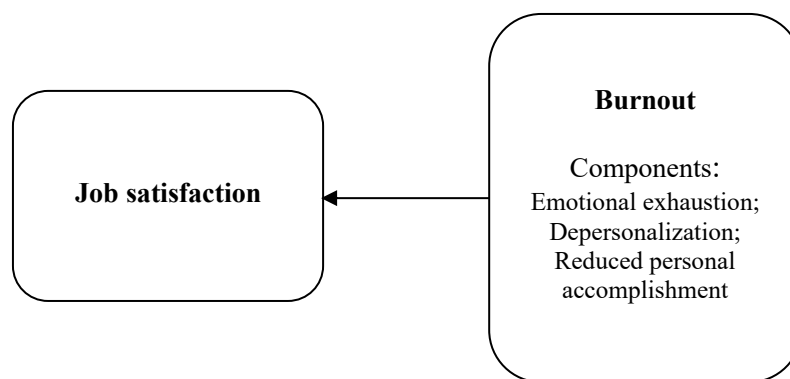 Job satisfaction
Burnout
Components:
Emotional exhaustion;
Depersonalization;
Reduced personal
accomplishment